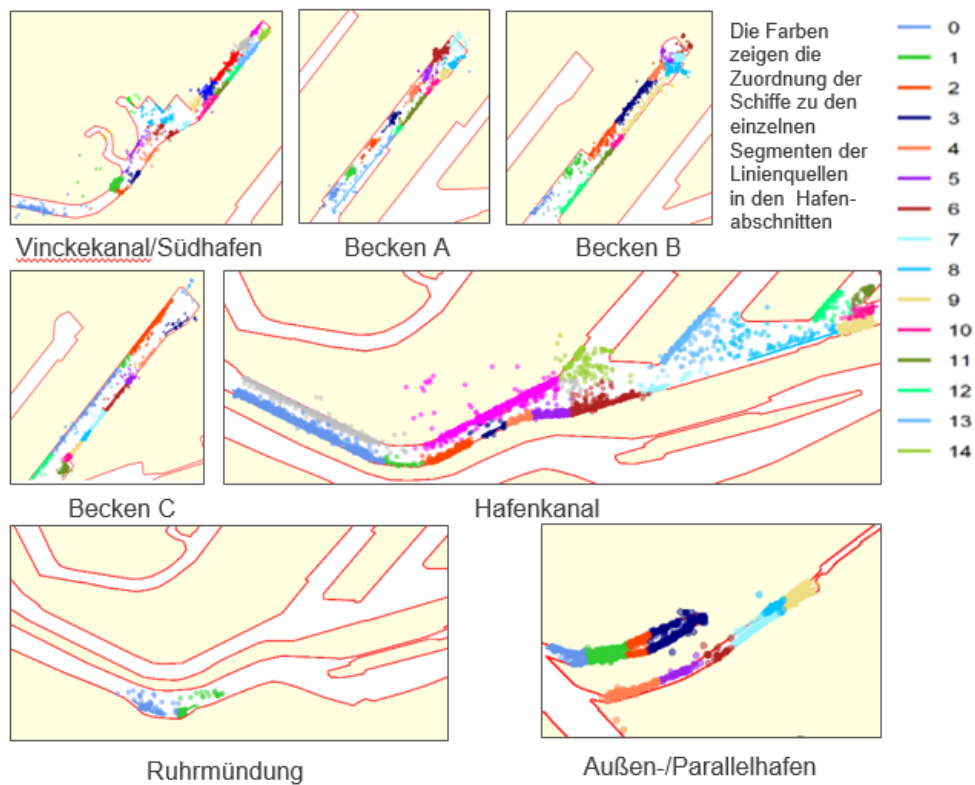 Die Farben
zeigen die
Zuordnung der
Schiffe zu den
einzelnen
Segmenten der
Linienquellen
in den Hafen-
abschnitten
0
1
2
3
4
5
6
7
8
9
10
11
12
13
14
Vinckekanal/Südhafen
Becken A
Becken B
Becken C
Hafenkanal
Ruhrmündung
Außen-/Parallelhafen